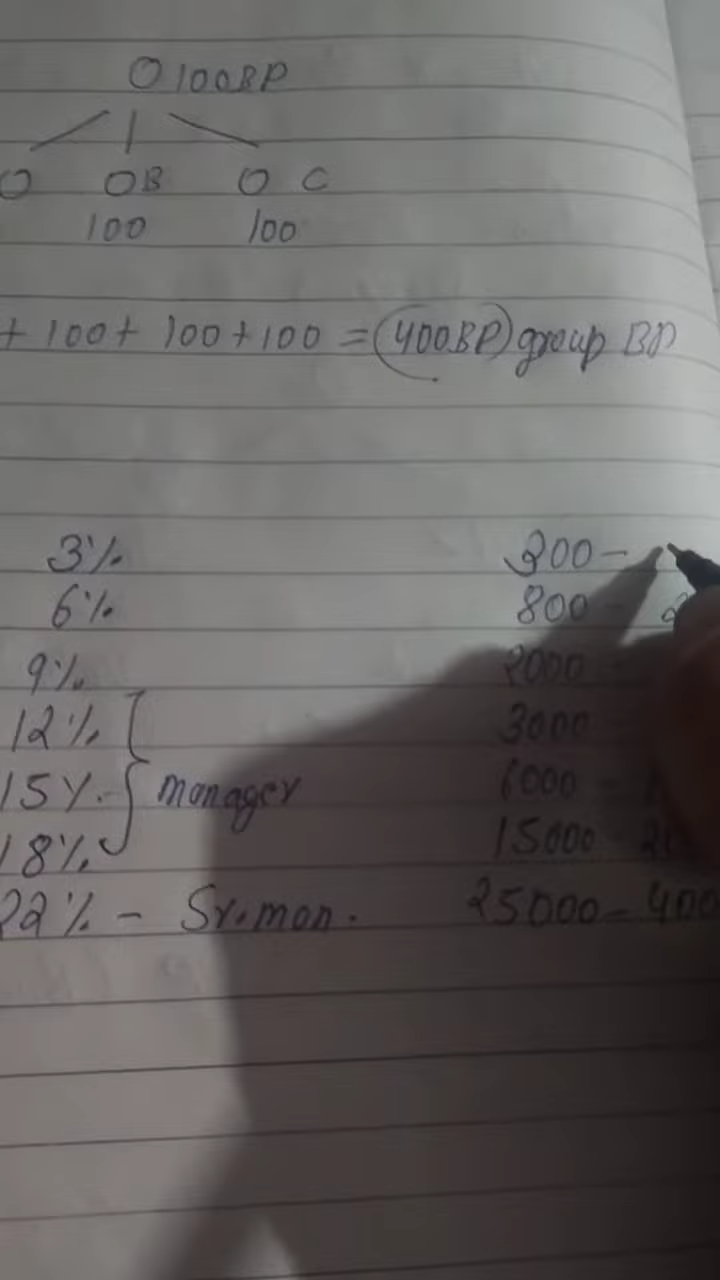 O 100BP
O OB O C
100 100
+ 100 + 100 + 100 = 400BP group BP
3% 300 -
6% 800 -
9% 2000
12% 3000
15% manager 6000 -
18% 15000 -
22% - Sr. man. 25000 - 400